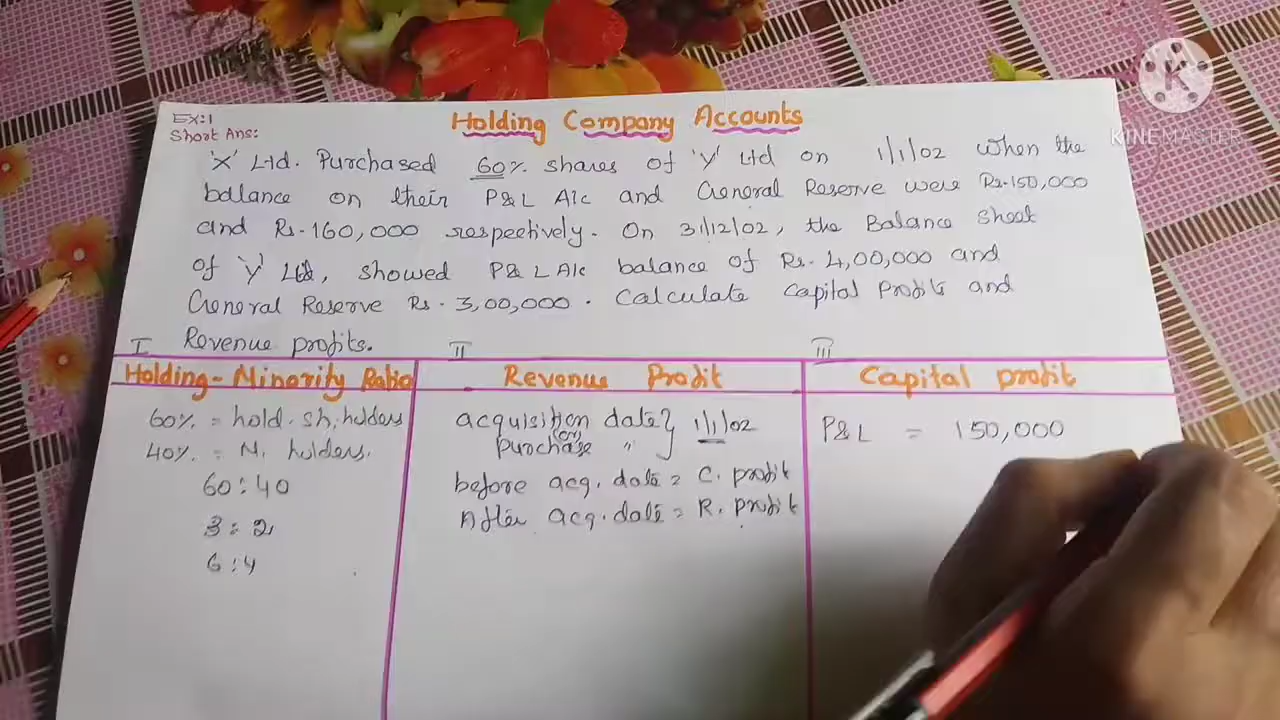 Ex:1
Short Ans:
Holding Company Accounts
'X' Ltd. Purchased 60% shares of 'Y' Ltd on 1/1/02 when the
balance on their P&L A/c and General Reserve were Rs.150,000
and Rs.160,000 respectively. On 31/12/02, the Balance Sheet
of 'Y' Ltd, showed P&L A/c balance of Rs. 4,00,000 and
General Reserve Rs. 3,00,000. Calculate Capital Profits and
Revenue profits.
I
II
III
Holding-Minority Ratio
Revenue Profit
Capital profit
60% = hold. sh. holders
40% = M. holders.
60:40
3:2
6:4
acquisition date } 1/1/02
(or)
Purchase "
before acq. date = C. profit
After acq. date = R. profit
P&L = 150,000
K
KINEMASTER